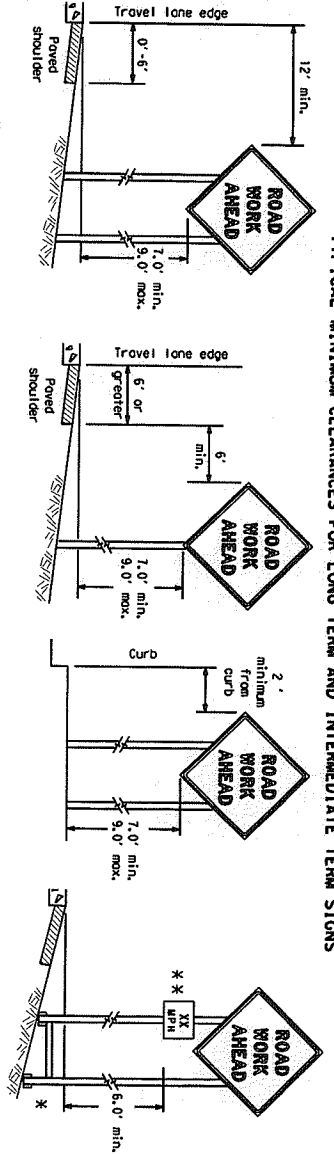 TYPICAL MINIMUM CLEARANCES FOR LONG TERM AND INTERMEDIATE TERM SIGNS
12' min.
ROAD
WORK
AHEAD
Travel lane edge
0'-6'
7.0' min.
9.0' max.
Paved
shoulder
ROAD
WORK
AHEAD
6'
min.
Travel lane edge
6' or
greater
7.0' min.
9.0' max.
Paved
shoulder
2'
minimum
from
curb
ROAD
WORK
AHEAD
Curb
7.0' min.
9.0' max.
ROAD
WORK
AHEAD
* *
XX
MPH
6.0' min.
*